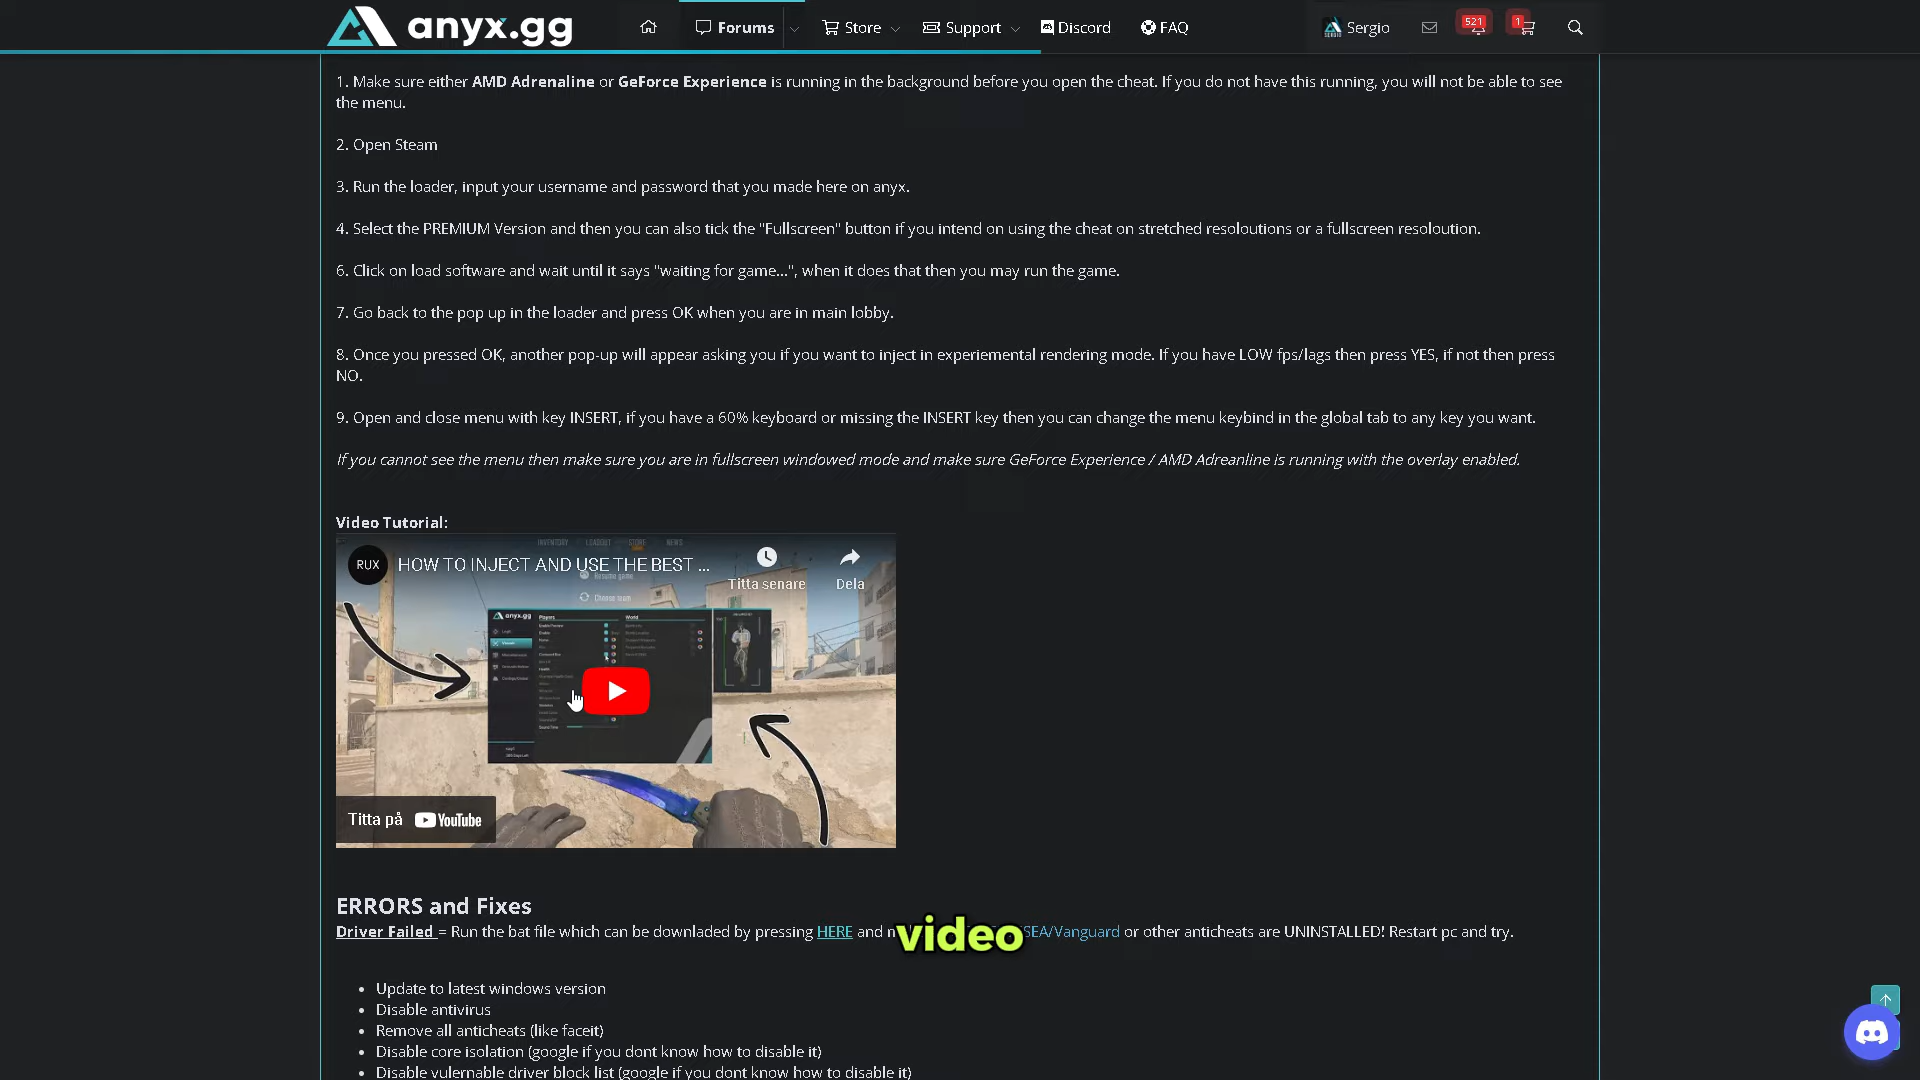 anyx.gg
Forums
Store
Support
Discord
FAQ
Sergio
521
1
1. Make sure either AMD Adrenaline or GeForce Experience is running in the background before you open the cheat. If you do not have this running, you will not be able to see
the menu.
2. Open Steam
3. Run the loader, input your username and password that you made here on anyx.
4. Select the PREMIUM Version and then you can also tick the "Fullscreen" button if you intend on using the cheat on stretched resoloutions or a fullscreen resoloution.
6. Click on load software and wait until it says "waiting for game...", when it does that then you may run the game.
7. Go back to the pop up in the loader and press OK when you are in main lobby.
8. Once you pressed OK, another pop-up will appear asking you if you want to inject in experiemental rendering mode. If you have LOW fps/lags then press YES, if not then press
NO.
9. Open and close menu with key INSERT, if you have a 60% keyboard or missing the INSERT key then you can change the menu keybind in the global tab to any key you want.
If you cannot see the menu then make sure you are in fullscreen windowed mode and make sure GeForce Experience / AMD Adreanline is running with the overlay enabled.
Video Tutorial:
INVENTORY LOADOUT STORE NEWS
RUX
HOW TO INJECT AND USE THE BEST ...
Titta senare
Dela
Resume game
Choose team
anyx.gg
Players
World
Titta på YouTube
ERRORS and Fixes
Driver Failed = Run the bat file which can be downladed by pressing HERE and SEA/Vanguard or other anticheats are UNINSTALLED! Restart pc and try.
video
• Update to latest windows version
• Disable antivirus
• Remove all anticheats (like faceit)
• Disable core isolation (google if you dont know how to disable it)
• Disable vulernable driver block list (google if you dont know how to disable it)